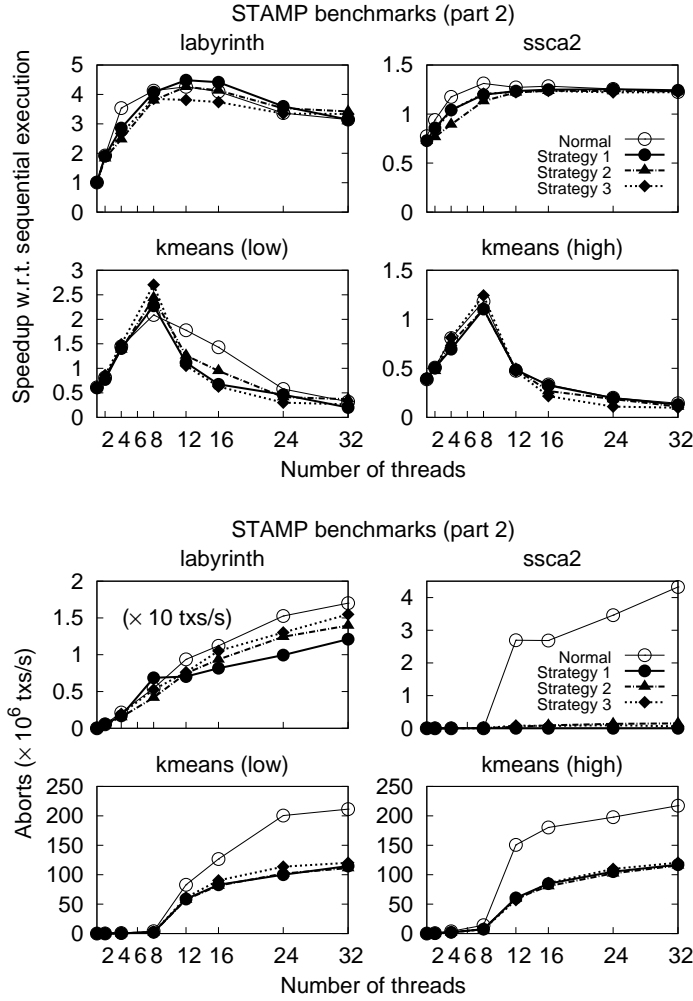 STAMP benchmarks (part 2)
labyrinth
ssca2
5
4
3
2
1
0
1.5
1
0.5
0
Normal
Strategy 1
Strategy 2
Strategy 3
Speedup w.r.t. sequential execution
kmeans (low)
kmeans (high)
3
2.5
2
1.5
1
0.5
0
1.5
1
0.5
0
2 4 6 8 12 16 24 32
2 4 6 8 12 16 24 32
Number of threads
STAMP benchmarks (part 2)
labyrinth
ssca2
2
1.5
1
0.5
0
(× 10 txs/s)
4
3
2
1
0
Normal
Strategy 1
Strategy 2
Strategy 3
Aborts (× 10⁶ txs/s)
kmeans (low)
kmeans (high)
250
200
150
100
50
0
250
200
150
100
50
0
2 4 6 8 12 16 24 32
2 4 6 8 12 16 24 32
Number of threads